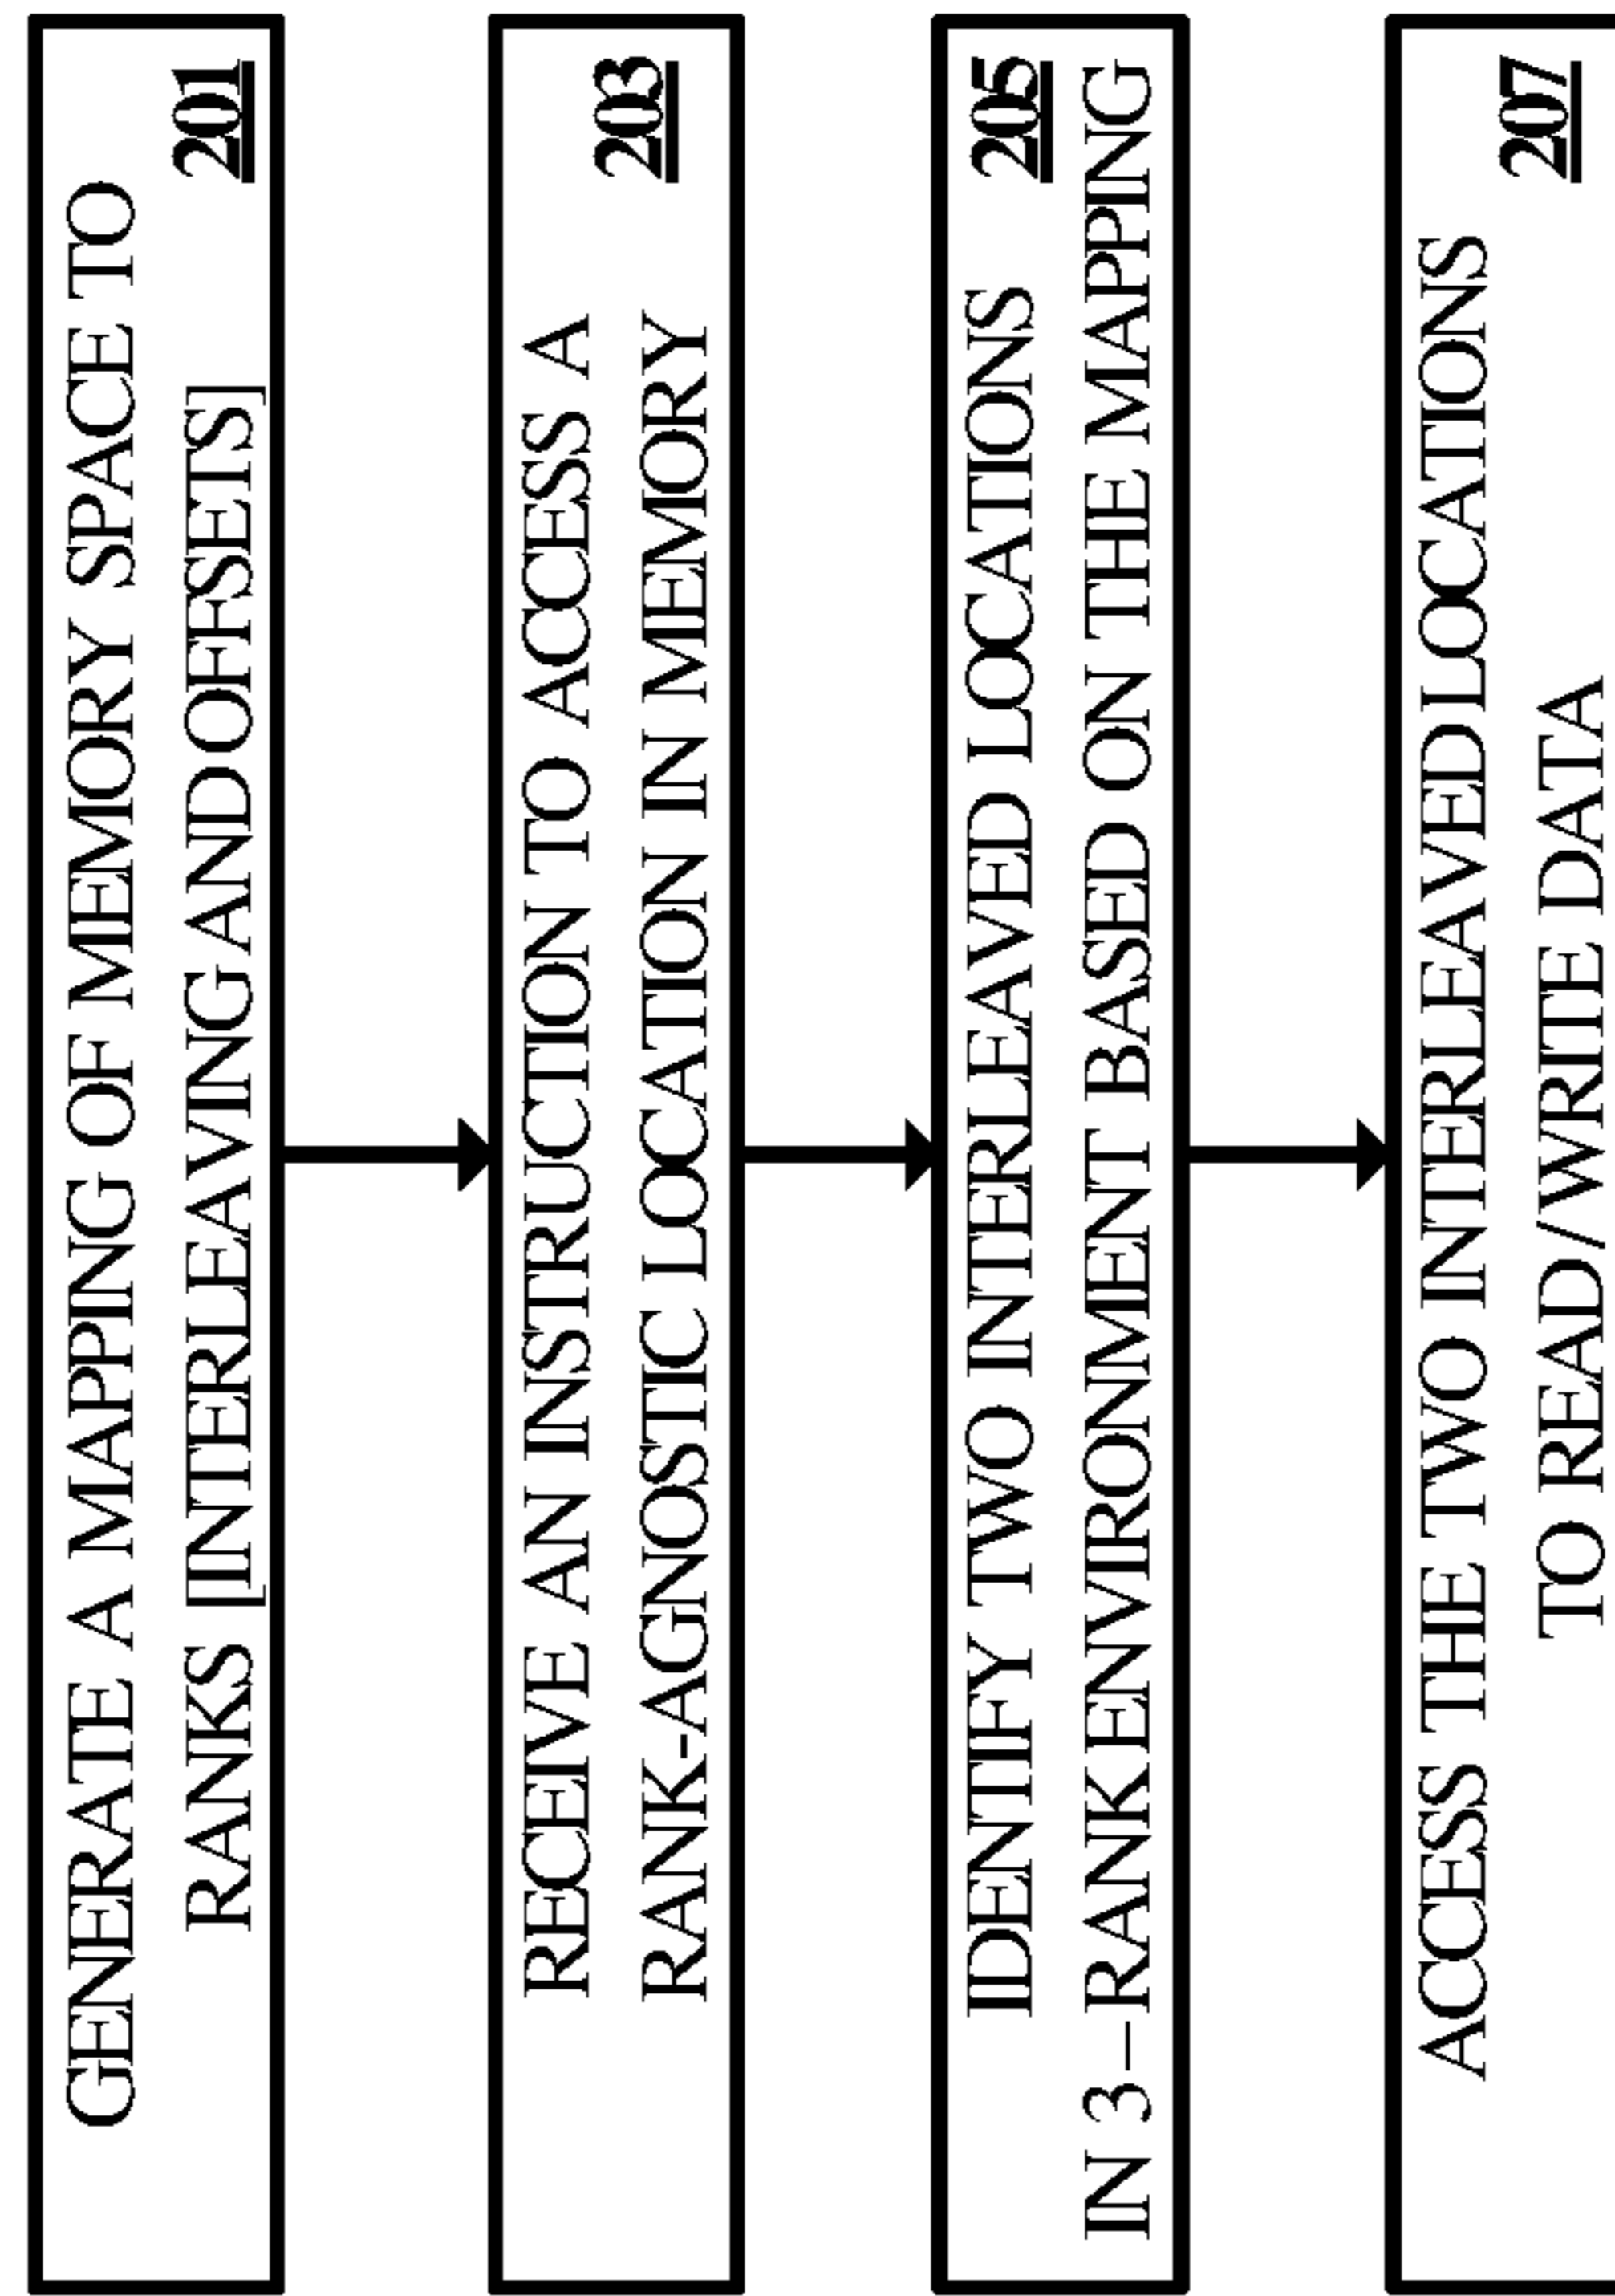 GENERATE A MAPPING OF MEMORY SPACE TO
RANKS [INTERLEAVING AND OFFSETS] 201
RECEIVE AN INSTRUCTION TO ACCESS A
RANK-AGNOSTIC LOCATION IN MEMORY 203
IDENTIFY TWO INTERLEAVED LOCATIONS 205
IN 3-RANK ENVIRONMENT BASED ON THE MAPPING
ACCESS THE TWO INTERLEAVED LOCATIONS
TO READ/WRITE DATA 207